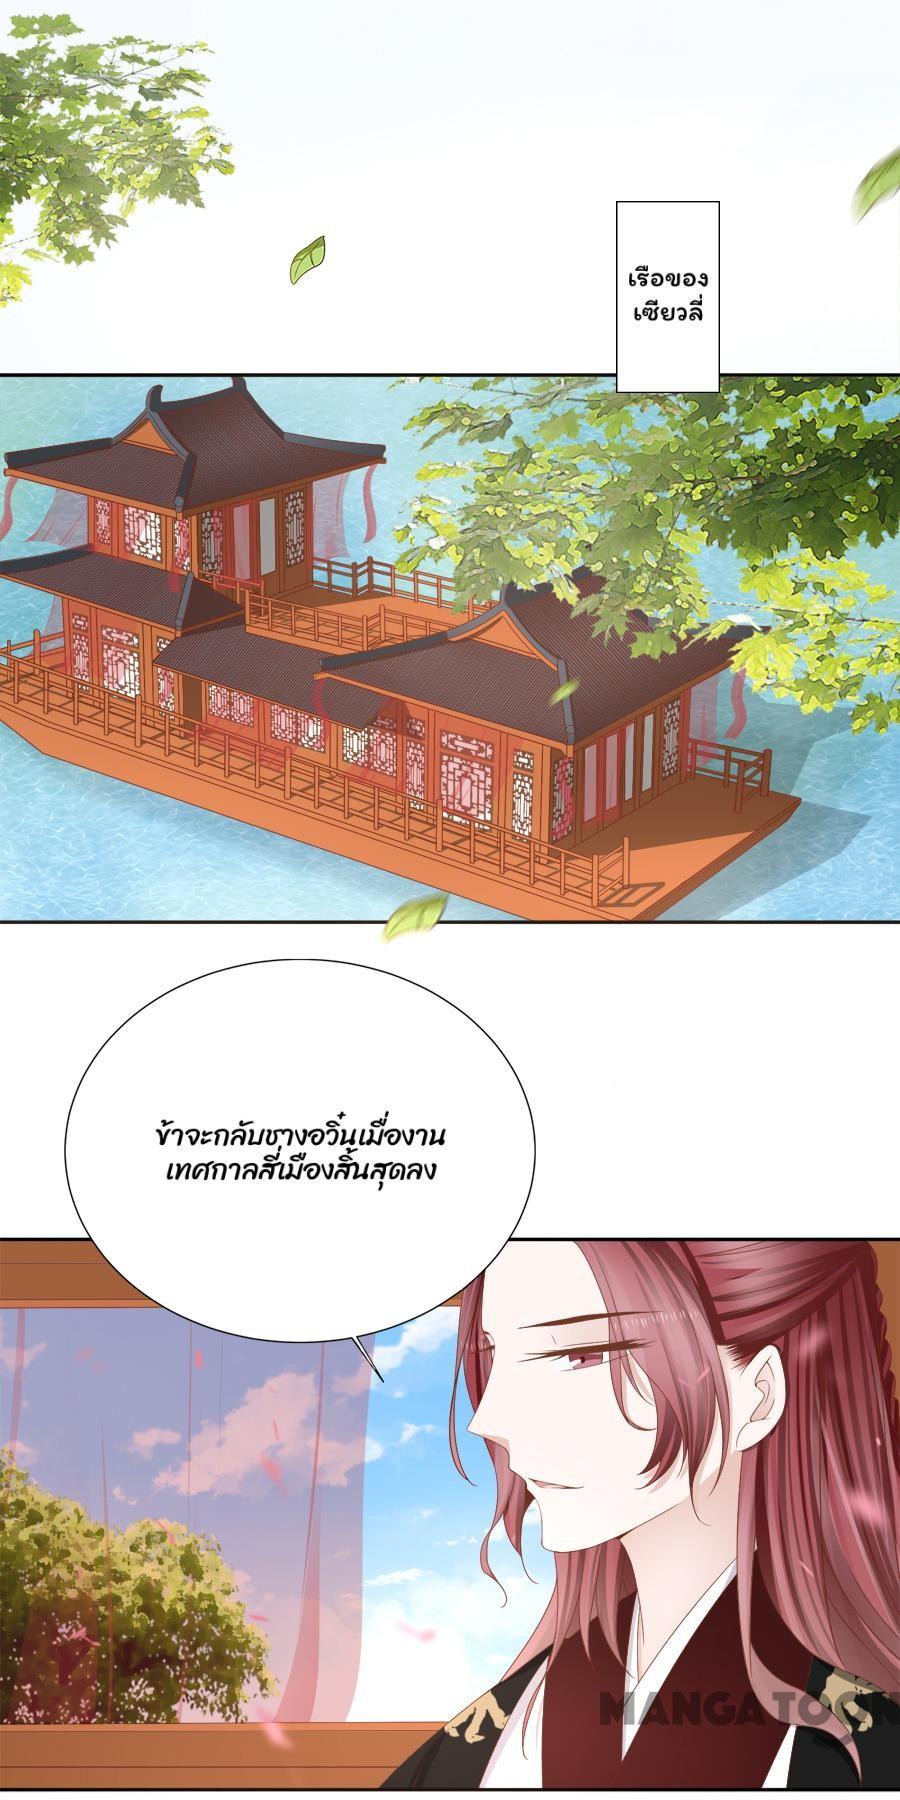 เรือของ
เซียวลี่
ข้าจะกลับชางอวิ๋นเมื่องาน
เทศกาลสี่เมืองสิ้นสุดลง
MANGA TOON